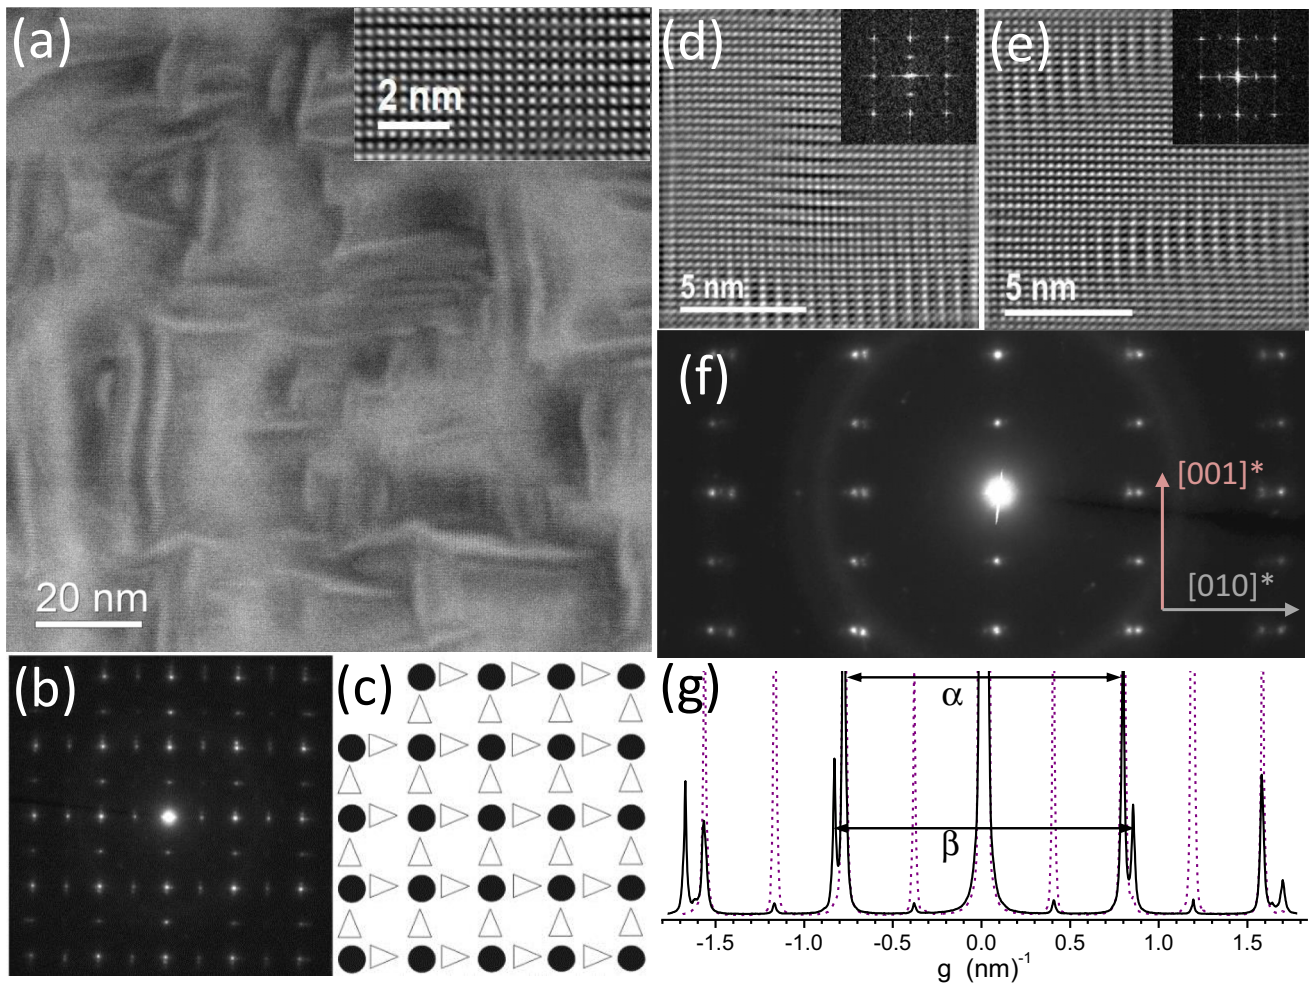 (a)
2 nm
20 nm
(b)
(c)
(d)
5 nm
(e)
5 nm
(f)
[001]*
[010]*
(g)
α
β
-1.5 -1.0 -0.5 0.0 0.5 1.0 1.5
g (nm)-1